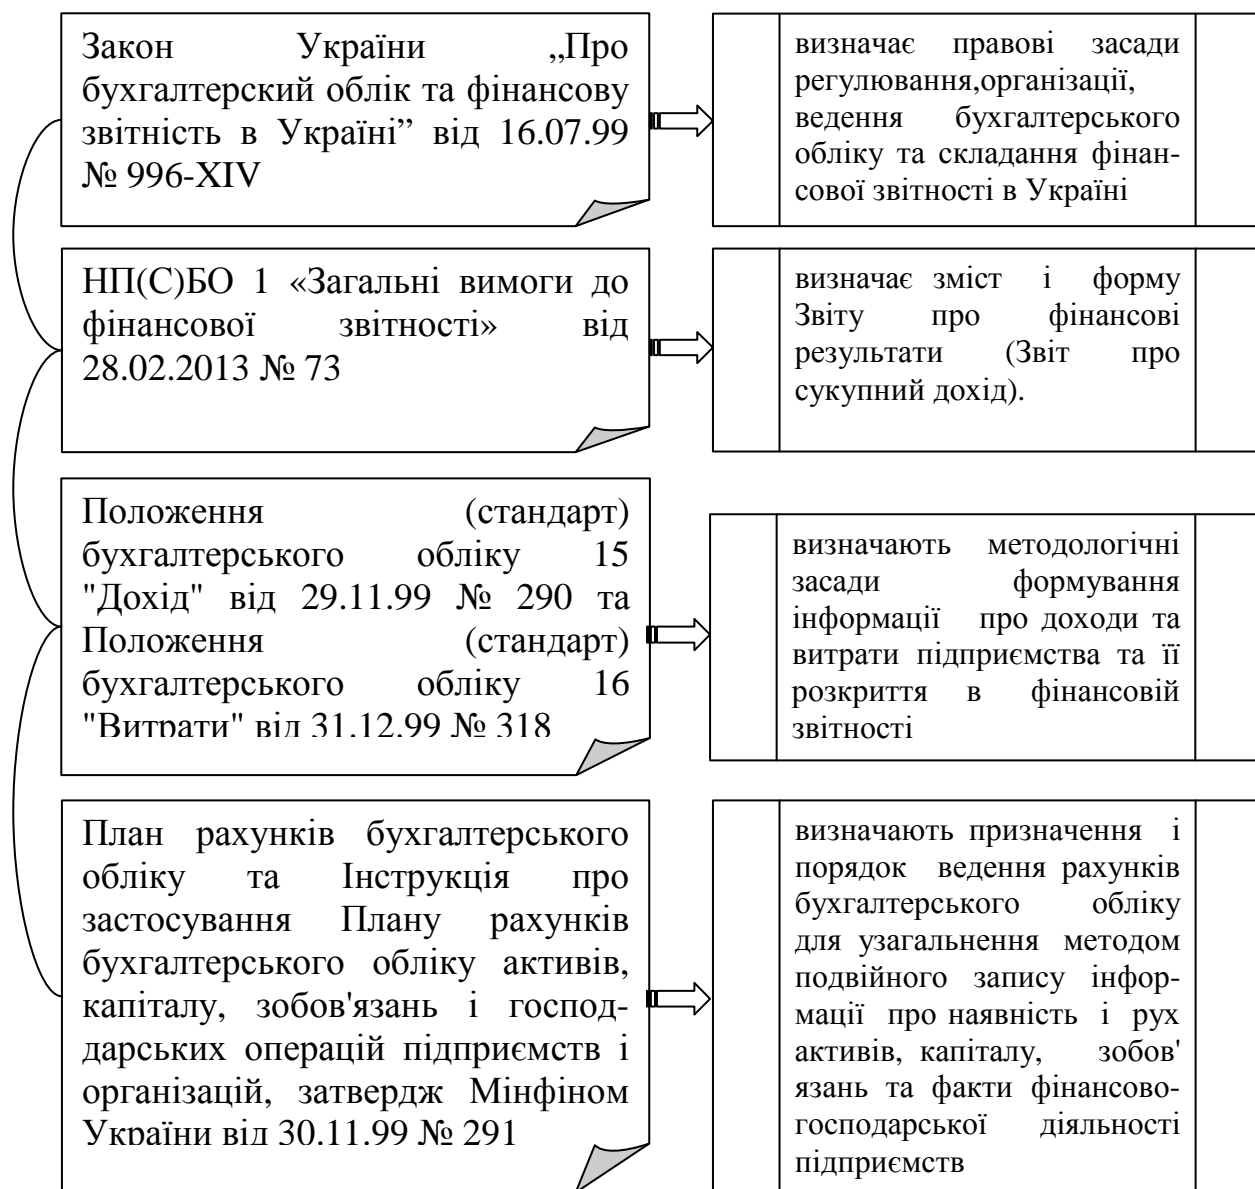 Закон України „Про
бухгалтерский облік та фінансову
звітність в Україні” від 16.07.99
№ 996-XIV
визначає правові засади
регулювання,організації,
ведення бухгалтерського
обліку та складання фінан-
сової звітності в Україні
НП(С)БО 1 «Загальні вимоги до
фінансової звітності» від
28.02.2013 № 73
визначає зміст і форму
Звіту про фінансові
результати (Звіт про
сукупний дохід).
Положення (стандарт)
бухгалтерського обліку 15
"Дохід" від 29.11.99 № 290 та
Положення (стандарт)
бухгалтерського обліку 16
"Витрати" від 31.12.99 № 318
визначають методологічні
засади формування
інформації про доходи та
витрати підприємства та її
розкриття в фінансовій
звітності
План рахунків бухгалтерського
обліку та Інструкція про
застосування Плану рахунків
бухгалтерського обліку активів,
капіталу, зобов'язань і господ-
дарських операцій підприємств і
організацій, затвердж Мінфіном
України від 30.11.99 № 291
визначають призначення і
порядок ведення рахунків
бухгалтерського обліку
для узагальнення методом
подвійного запису інфор-
мації про наявність і рух
активів, капіталу, зобов'
язань та факти фінансово-
господарської діяльності
підприємств